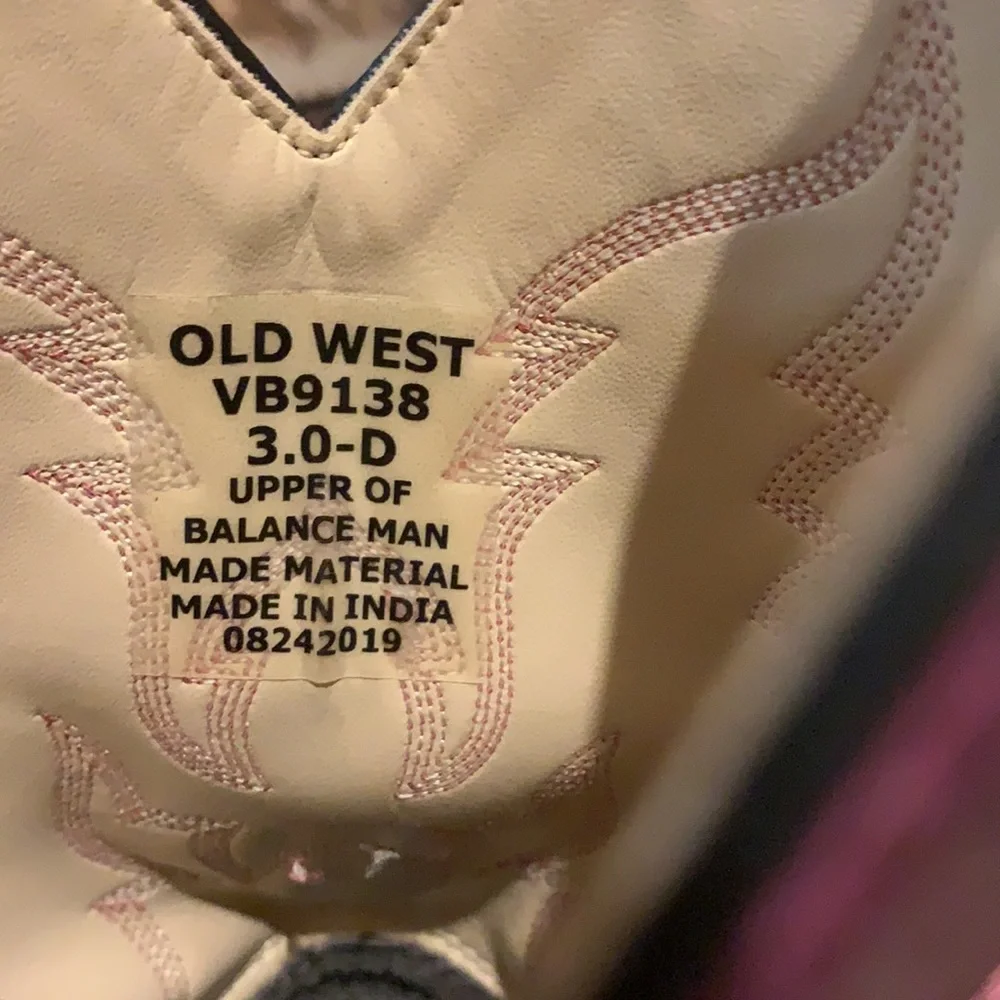 OLD WEST
VB9138
3.0-D
UPPER OF
BALANCE MAN
MADE MATERIAL
MADE IN INDIA
08242019